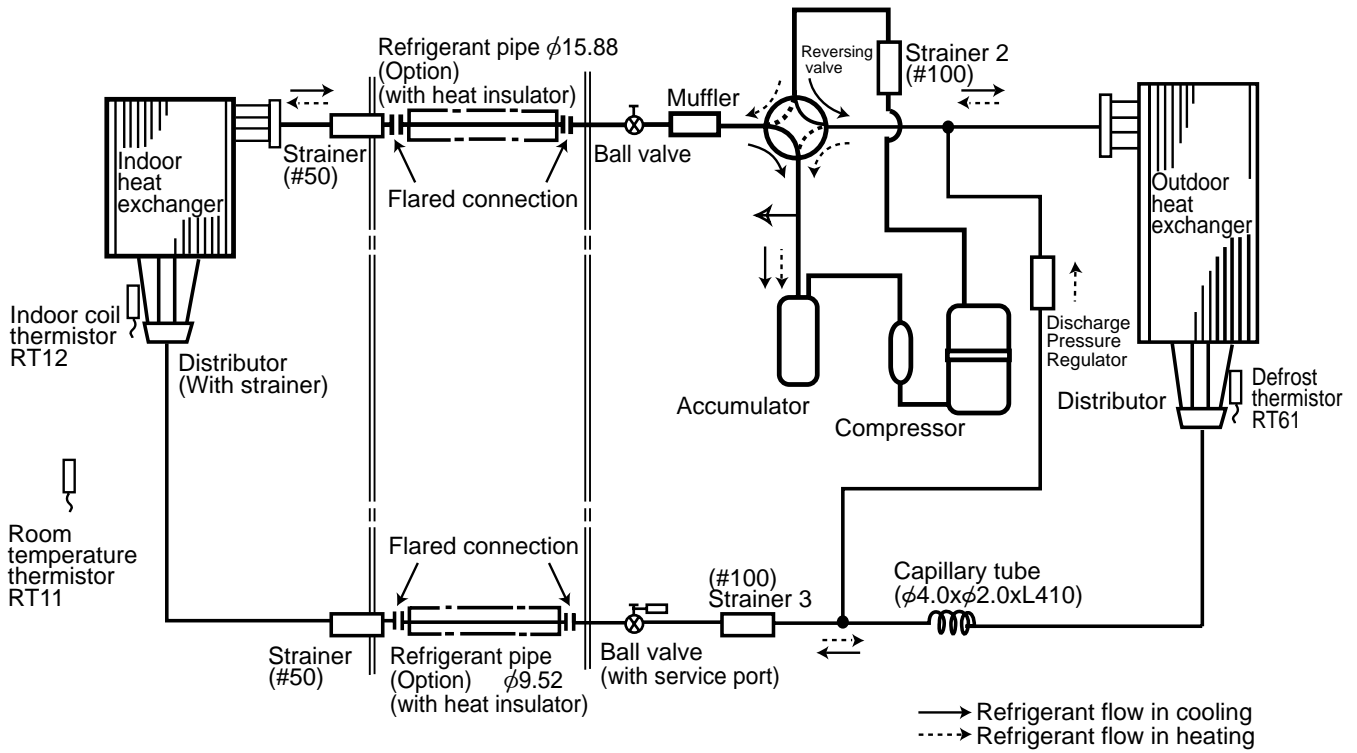 Refrigerant pipe ϕ15.88
(Option)
(with heat insulator)
Reversing
valve
Strainer 2
(#100)
Muffler
Ball valve
Strainer
(#50)
Flared connection
Indoor
heat
exchanger
Outdoor
heat
exchanger
Indoor coil
thermistor
RT12
Distributor
(With strainer)
Accumulator
Compressor
Discharge
Pressure
Regulator
Distributor
Defrost
thermistor
RT61
Room
temperature
thermistor
RT11
Flared connection
(#100)
Strainer 3
Capillary tube
(ϕ4.0xϕ2.0xL410)
Strainer
(#50)
Refrigerant pipe
(Option) ϕ9.52
(with heat insulator)
Ball valve
(with service port)
Refrigerant flow in cooling
Refrigerant flow in heating